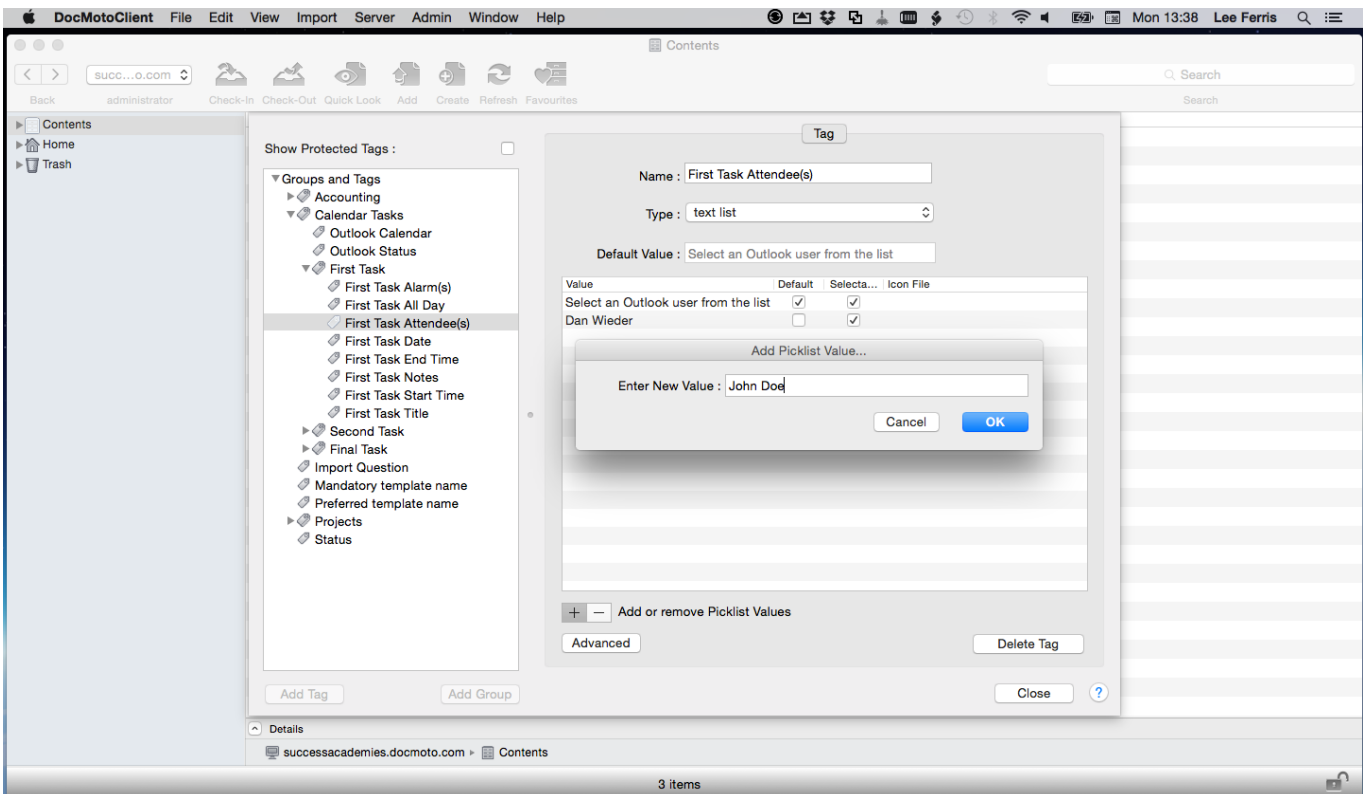 DocMotoClient File Edit View Import Server Admin Window Help Mon 13:38 Lee Ferris
Contents
succ...o.com Search
Back administrator Check-In Check-Out Quick Look Add Create Refresh Favourites Search
Contents
Home
Trash
Show Protected Tags :
Groups and Tags
Accounting
Calendar Tasks
Outlook Calendar
Outlook Status
First Task
First Task Alarm(s)
First Task All Day
First Task Attendee(s)
First Task Date
First Task End Time
First Task Notes
First Task Start Time
First Task Title
Second Task
Final Task
Import Question
Mandatory template name
Preferred template name
Projects
Status
Add Tag Add Group
Tag
Name : First Task Attendee(s)
Type : text list
Default Value : Select an Outlook user from the list
Value Default Selecta... Icon File
Select an Outlook user from the list
Dan Wieder
Add Picklist Value...
Enter New Value : John Doe
Cancel OK
+ − Add or remove Picklist Values
Advanced Delete Tag
Close ?
Details
successacademies.docmoto.com Contents
3 items